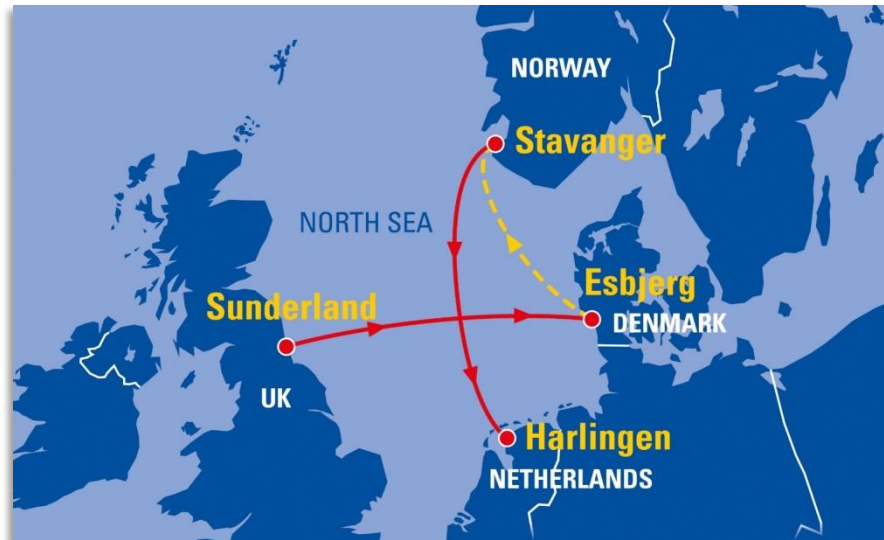 NORWAY
Stavanger
NORTH SEA
Esbjerg
Sunderland
DENMARK
UK
Harlingen
NETHERLANDS